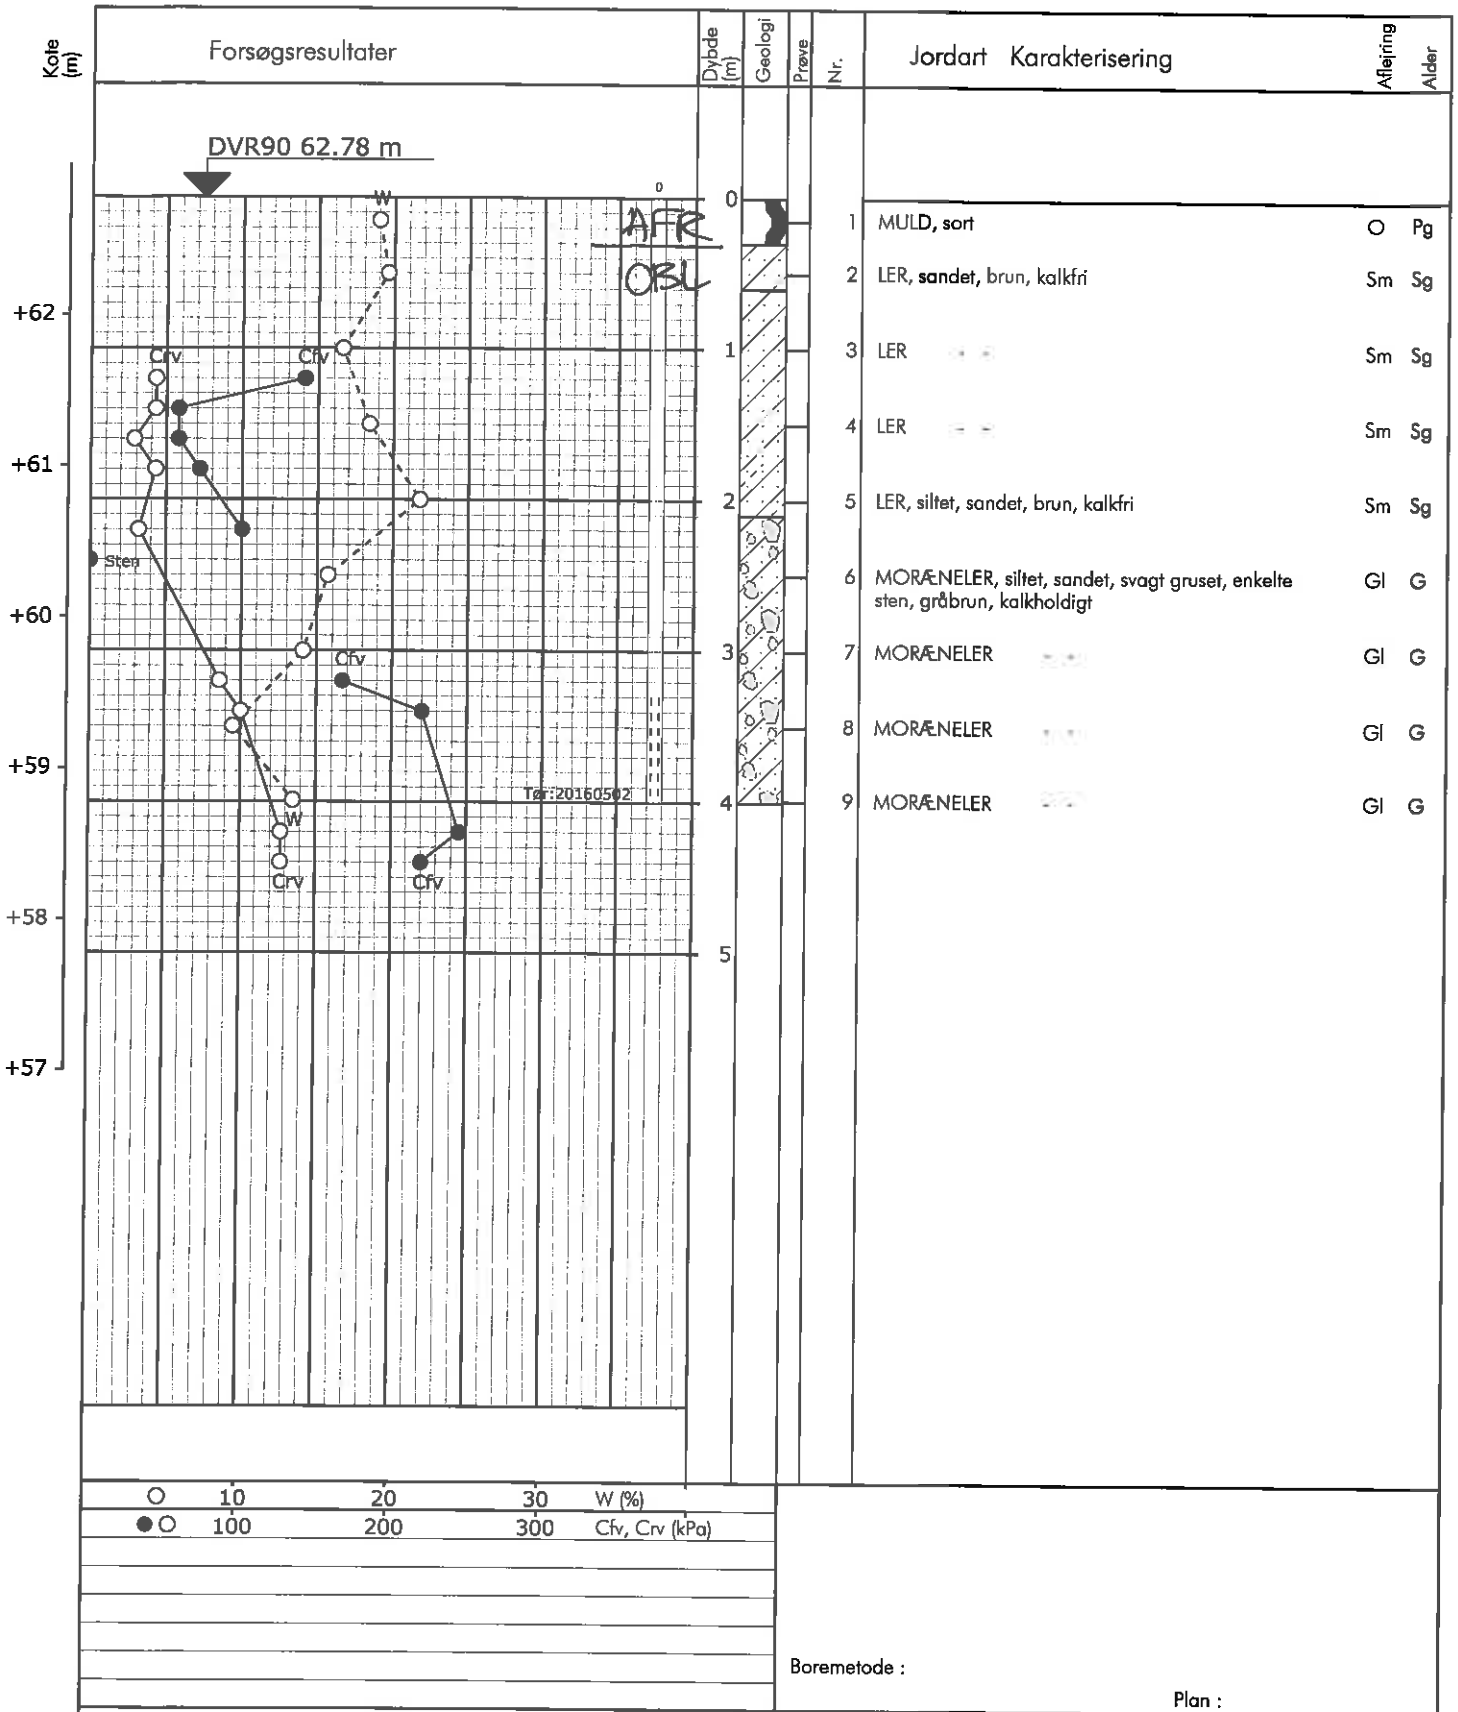 Kote (m)
Forsøgsresultater
Dybde (m)
Geologi
Prøve
Nr.
Jordart Karakterisering
Aflejring
Alder
DVR90 62.78 m
W
0
0
AFR
1 MULD, sort O Pg
OBL
2 LER, sandet, brun, kalkfri Sm Sg
+62
Crv
Cfv
1
3 LER " " Sm Sg
4 LER " " Sm Sg
+61
2
5 LER, siltet, sandet, brun, kalkfri Sm Sg
Sten
6 MORÆNELER, siltet, sandet, svagt gruset, enkelte Gl G
sten, gråbrun, kalkholdigt
+60
Cfv
3
7 MORÆNELER " " Gl G
8 MORÆNELER " " Gl G
+59
Tør:20160502
4
9 MORÆNELER " " Gl G
W
Crv
Cfv
+58
5
+57
10 20 30 W (%)
100 200 300 Cfv, Crv (kPa)
Boremetode :
Plan :